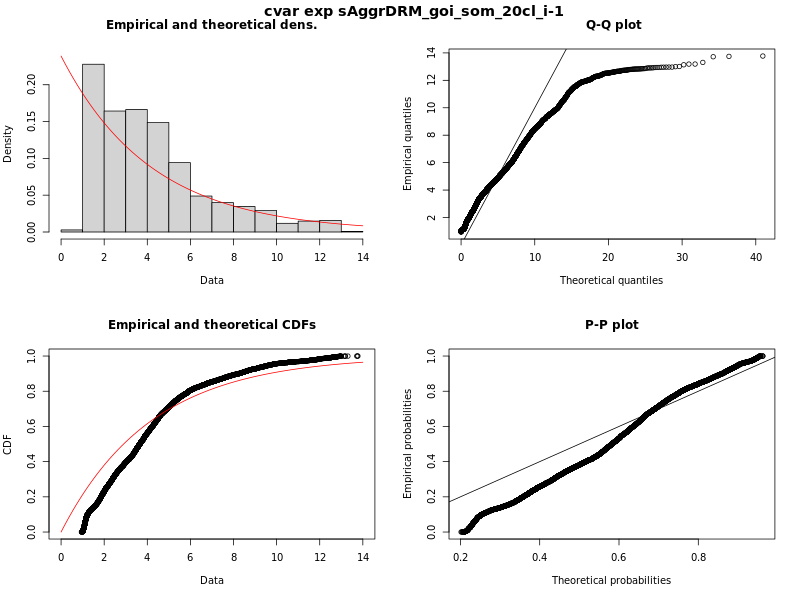 cvar exp sAggrDRM_goi_som_20cl_i-1
Empirical and theoretical dens.
Density
0.00 0.05 0.10 0.15 0.20
0 2 4 6 8 10 12 14
Data
Q-Q plot
Empirical quantiles
2 4 6 8 10 12 14
0 10 20 30 40
Theoretical quantiles
Empirical and theoretical CDFs
CDF
0.0 0.2 0.4 0.6 0.8 1.0
0 2 4 6 8 10 12 14
Data
P-P plot
Empirical probabilities
0.0 0.2 0.4 0.6 0.8 1.0
0.2 0.4 0.6 0.8
Theoretical probabilities